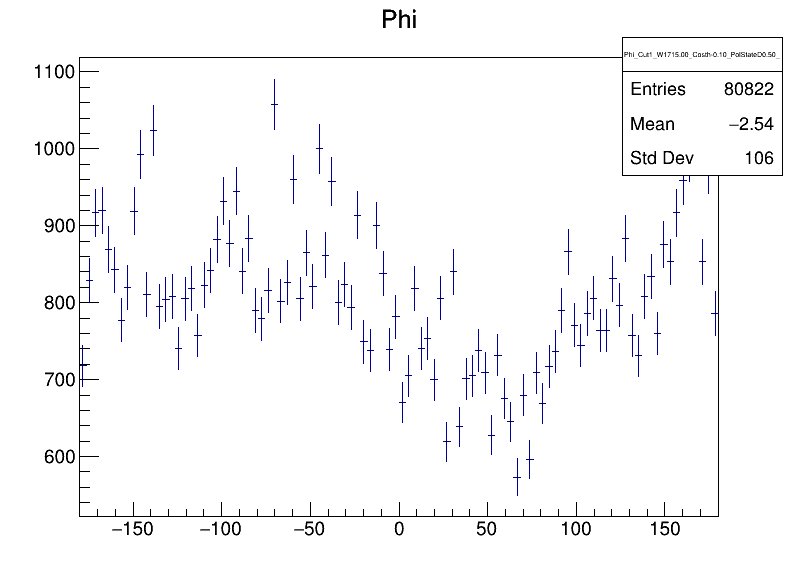 Phi
Phi_Cut1_W1715.00_Costh-0.10_PolStateD0.50_
Entries 80822
Mean −2.54
Std Dev 106
1100
1000
900
800
700
600
−150 −100 −50 0 50 100 150